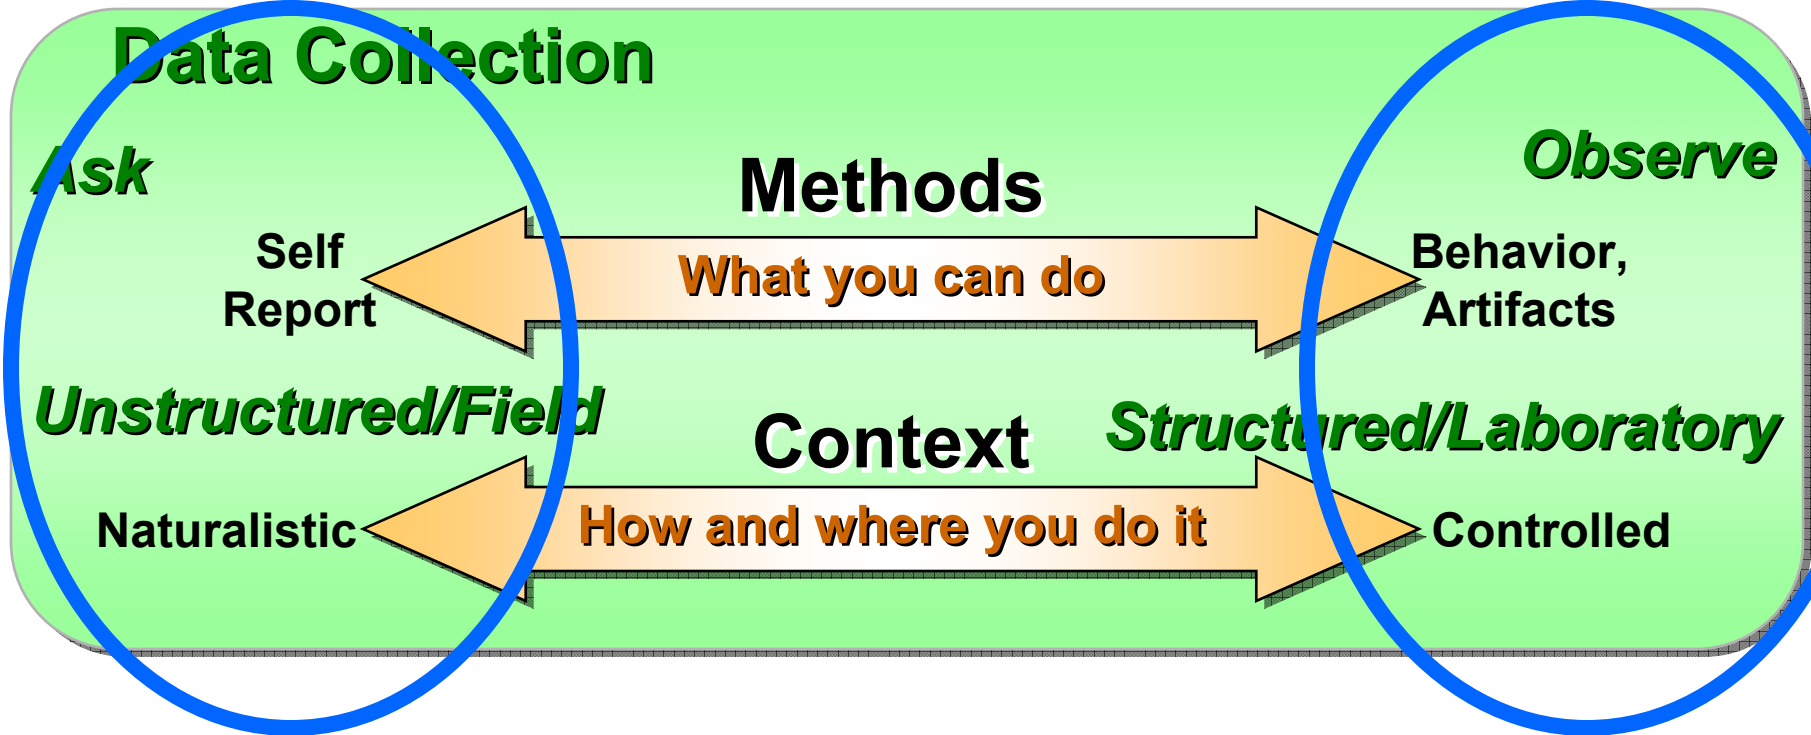 Data Collection
Ask
Observe
Methods
Self
Report
What you can do
Behavior,
Artifacts
Unstructured/Field
Context
Structured/Laboratory
Naturalistic
How and where you do it
Controlled